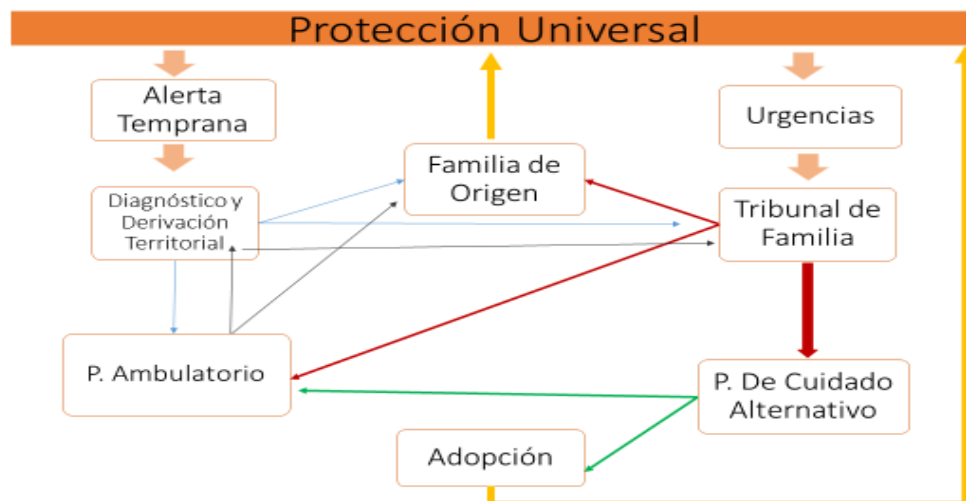 Protección Universal
Alerta
Temprana
Urgencias
Familia de
Origen
Diagnóstico y
Derivación
Territorial
Tribunal de
Familia
P. Ambulatorio
P. De Cuidado
Alternativo
Adopción